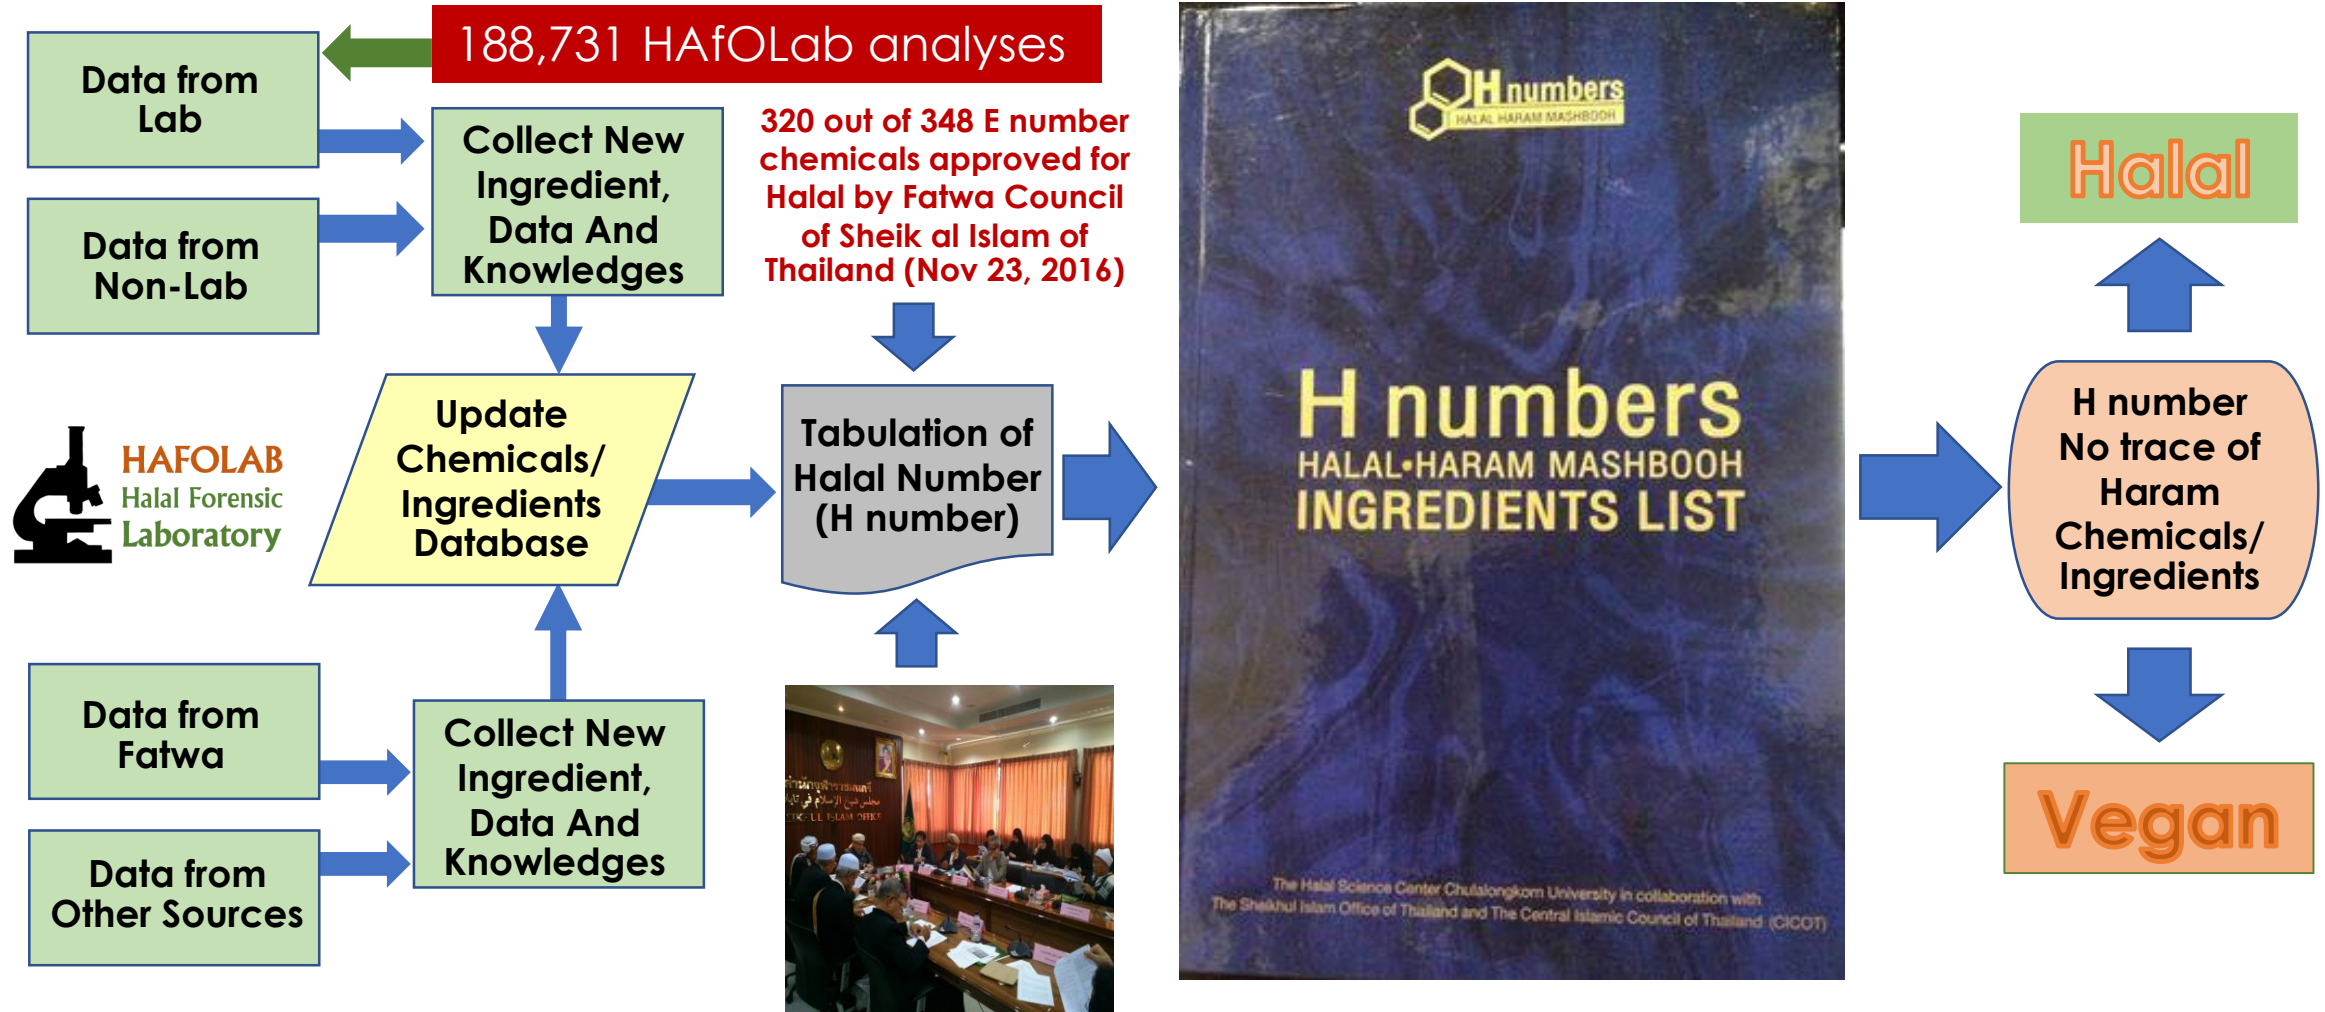 188,731 HAfOLab analyses
Data from
Lab
Data from
Non-Lab
Collect New
Ingredient,
Data And
Knowledges
320 out of 348 E number
chemicals approved for
Halal by Fatwa Council
of Sheik al Islam of
Thailand (Nov 23, 2016)
HAFOLAB
Halal Forensic
Laboratory
Update
Chemicals/
Ingredients
Database
Tabulation of
Halal Number
(H number)
Data from
Fatwa
Data from
Other Sources
Collect New
Ingredient,
Data And
Knowledges
ISLAM OFFICE
H numbers
HALAL HARAM MASHBOOH
H numbers
HALAL•HARAM MASHBOOH
INGREDIENTS LIST
The Halal Science Center Chulalongkorn University in collaboration with
The Sheikhul Islam Office of Thailand and The Central Islamic Council of Thailand (CICOT)
Halal
H number
No trace of
Haram
Chemicals/
Ingredients
Vegan